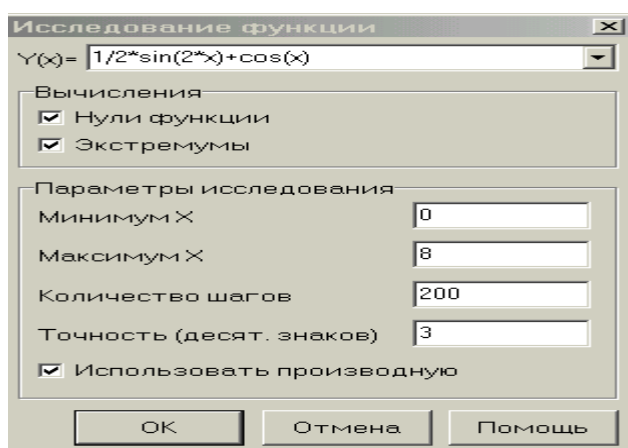 Исследование функции
Y(x)= 1/2*sin(2*x)+cos(x)
Вычисления
Нули функции
Экстремумы
Параметры исследования
Минимум X 0
Максимум X 8
Количество шагов 200
Точность (десят. знаков) 3
Использовать производную
OK Отмена Помощь